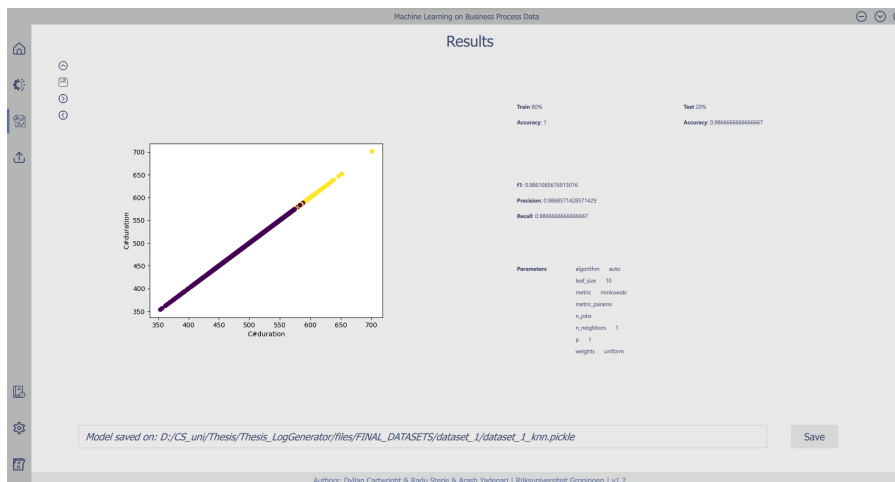 Machine Learning on Business Process Data
Results
Train 80%
Test 20%
Accuracy: 1
Accuracy: 0.9866666666666667
700
650
600
550
500
450
400
350
C#duration
350 400 450 500 550 600 650 700
C#duration
f1: 0.9861085676913016
Precision: 0.9868571428571429
Recall: 0.9866666666666667
Parameters
algorithm auto
leaf_size 10
metric minkowski
metric_params
n_jobs
n_neighbors 1
p 1
weights uniform
Model saved on: D:/CS_uni/Thesis/Thesis_LogGenerator/files/FINAL_DATASETS/dataset_1/dataset_1_knn.pickle
Save
Authors: Dylian Cartwright & Radu Sterie & Arash Yadegari | Rijksuniversiteit Groningen | v1.2